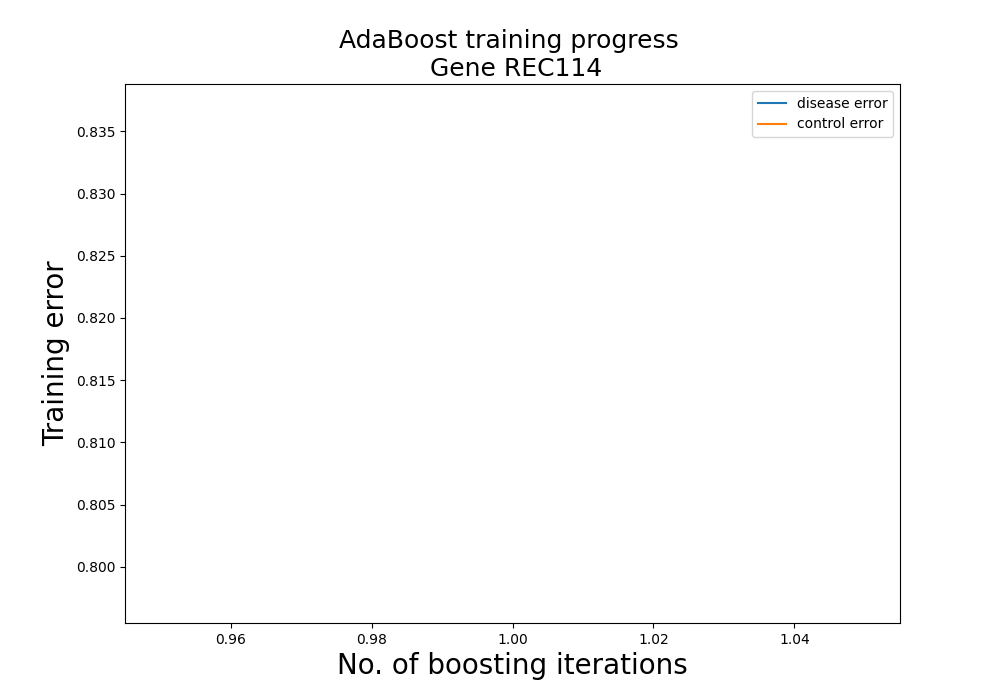 AdaBoost training progress
Gene REC114
disease error
control error
0.835
0.830
0.825
0.820
0.815
0.810
0.805
0.800
Training error
0.96
0.98
1.00
1.02
1.04
No. of boosting iterations